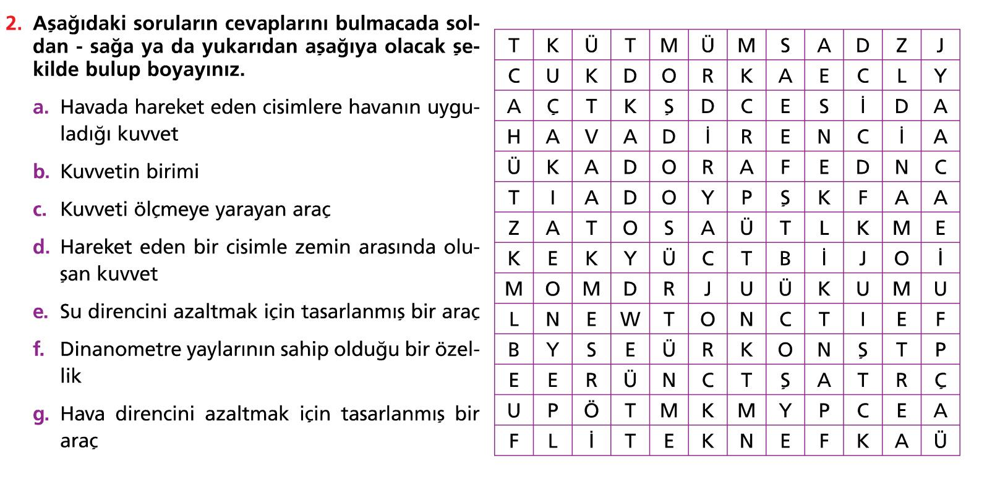 2. Aşağıdaki soruların cevaplarını bulmacada sol-
dan - sağa ya da yukarıdan aşağıya olacak şe-
kilde bulup boyayınız.
a. Havada hareket eden cisimlere havanın uygu-
ladığı kuvvet
b. Kuvvetin birimi
c. Kuvveti ölçmeye yarayan araç
d. Hareket eden bir cisimle zemin arasında olu-
şan kuvvet
e. Su direncini azaltmak için tasarlanmış bir araç
f. Dinanometre yaylarının sahip olduğu bir özel-
lik
g. Hava direncini azaltmak için tasarlanmış bir
araç
T K Ü T M Ü M S A D Z J
C U K D O R K A E C L Y
A Ç T K Ş D C E S İ D A
H A V A D İ R E N C İ A
Ü K A D O R A F E D N C
T I A D O Y P Ş K F A A
Z A T O S A Ü T L K M E
K E K Y Ü C T B İ J O İ
M O M D R J U Ü K U M U
L N E W T O N C T I E F
B Y S E Ü R K O N Ş T P
E E R Ü N C T Ş A T R Ç
U P Ö T M K M Y P C E A
F L İ T E K N E F K A Ü